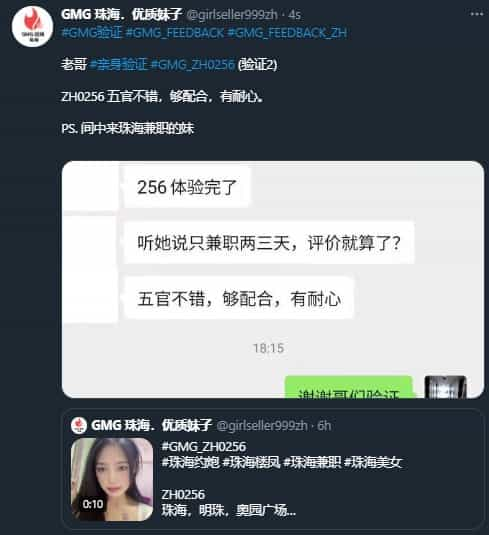 GMG 珠海．优质妹子 @girlseller999zh · 4s
#GMG验证 #GMG_FEEDBACK #GMG_FEEDBACK_ZH
老哥 #亲身验证 #GMG_ZH0256 (验证2)
ZH0256 五官不错，够配合，有耐心。
PS. 间中来珠海兼职的妹
256 体验完了
听她说只兼职两三天，评价就算了？
五官不错，够配合，有耐心
18:15
谢谢哥们验证
GMG 珠海．优质妹子 @girlseller999zh · 6h
#GMG_ZH0256
#珠海约炮 #珠海楼凤 #珠海兼职 #珠海美女
ZH0256
珠海，明珠，奥园广场...
0:10